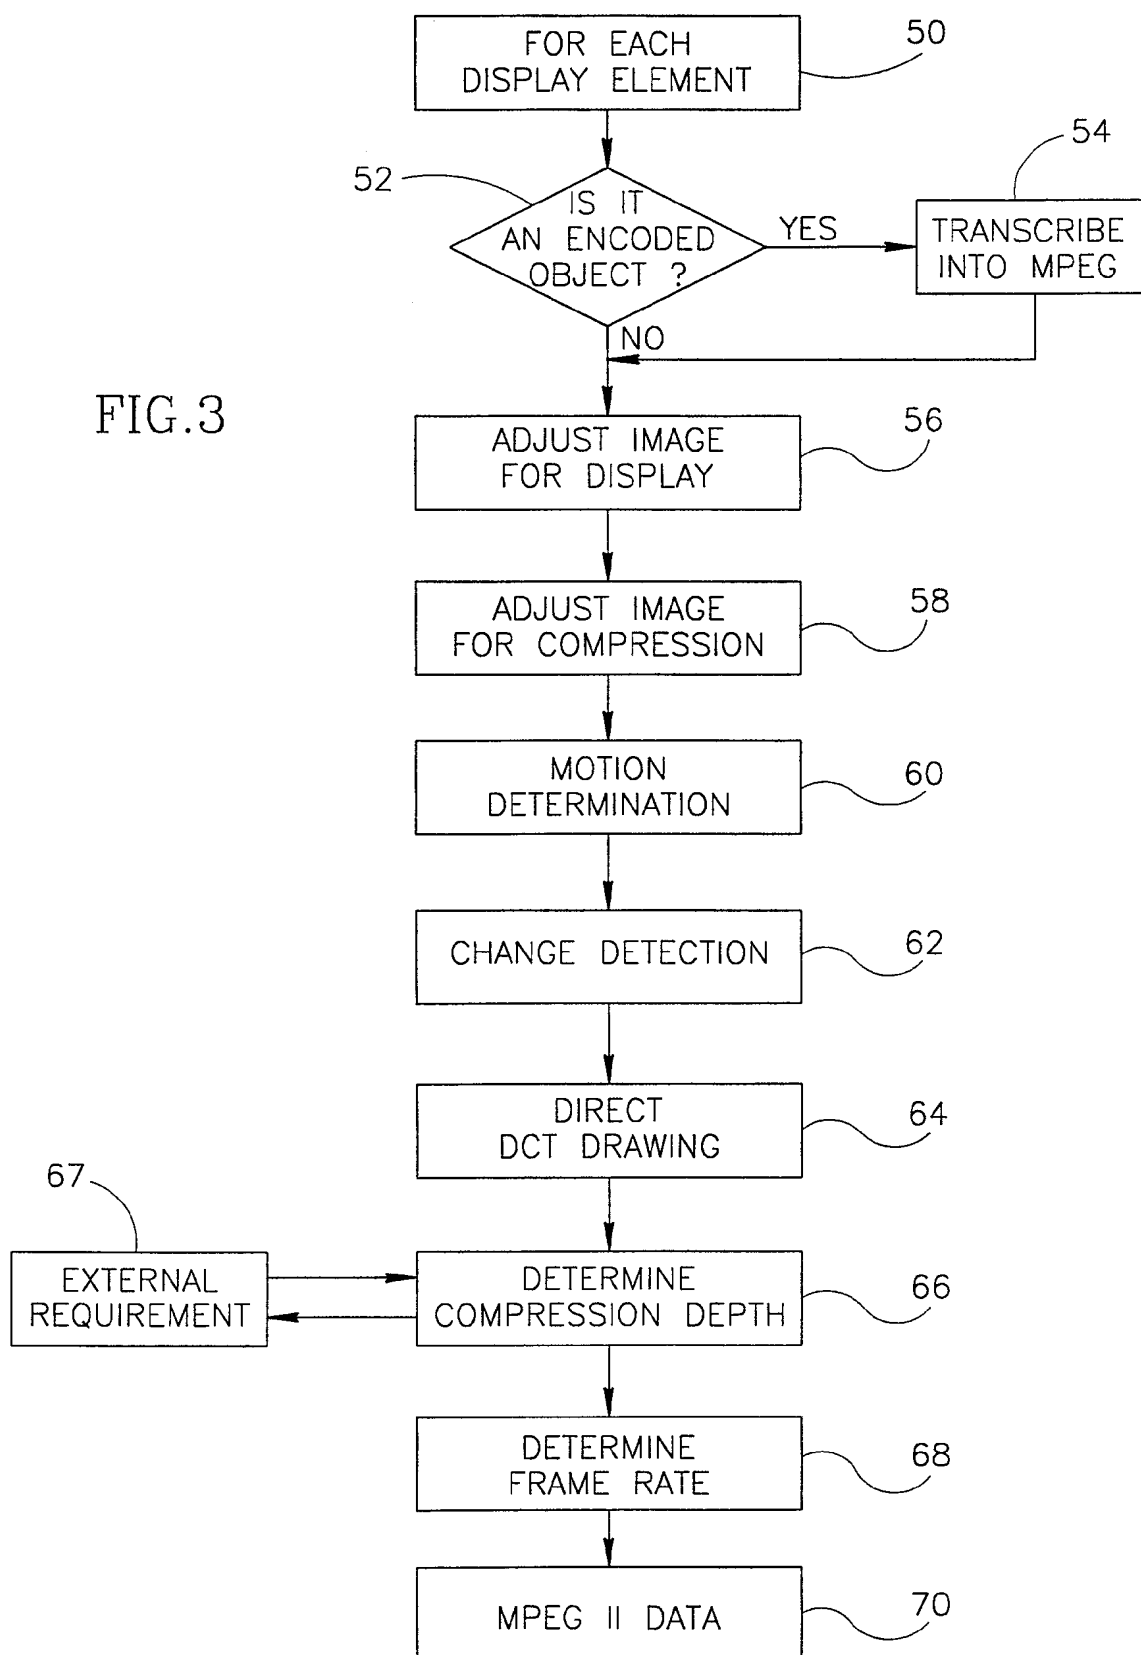 FOR EACH
DISPLAY ELEMENT
50
52
IS IT
AN ENCODED
OBJECT ?
YES
54
TRANSCRIBE
INTO MPEG
NO
FIG.3
ADJUST IMAGE
FOR DISPLAY
56
ADJUST IMAGE
FOR COMPRESSION
58
MOTION
DETERMINATION
60
CHANGE DETECTION
62
DIRECT
DCT DRAWING
64
67
EXTERNAL
REQUIREMENT
DETERMINE
COMPRESSION DEPTH
66
DETERMINE
FRAME RATE
68
MPEG II DATA
70